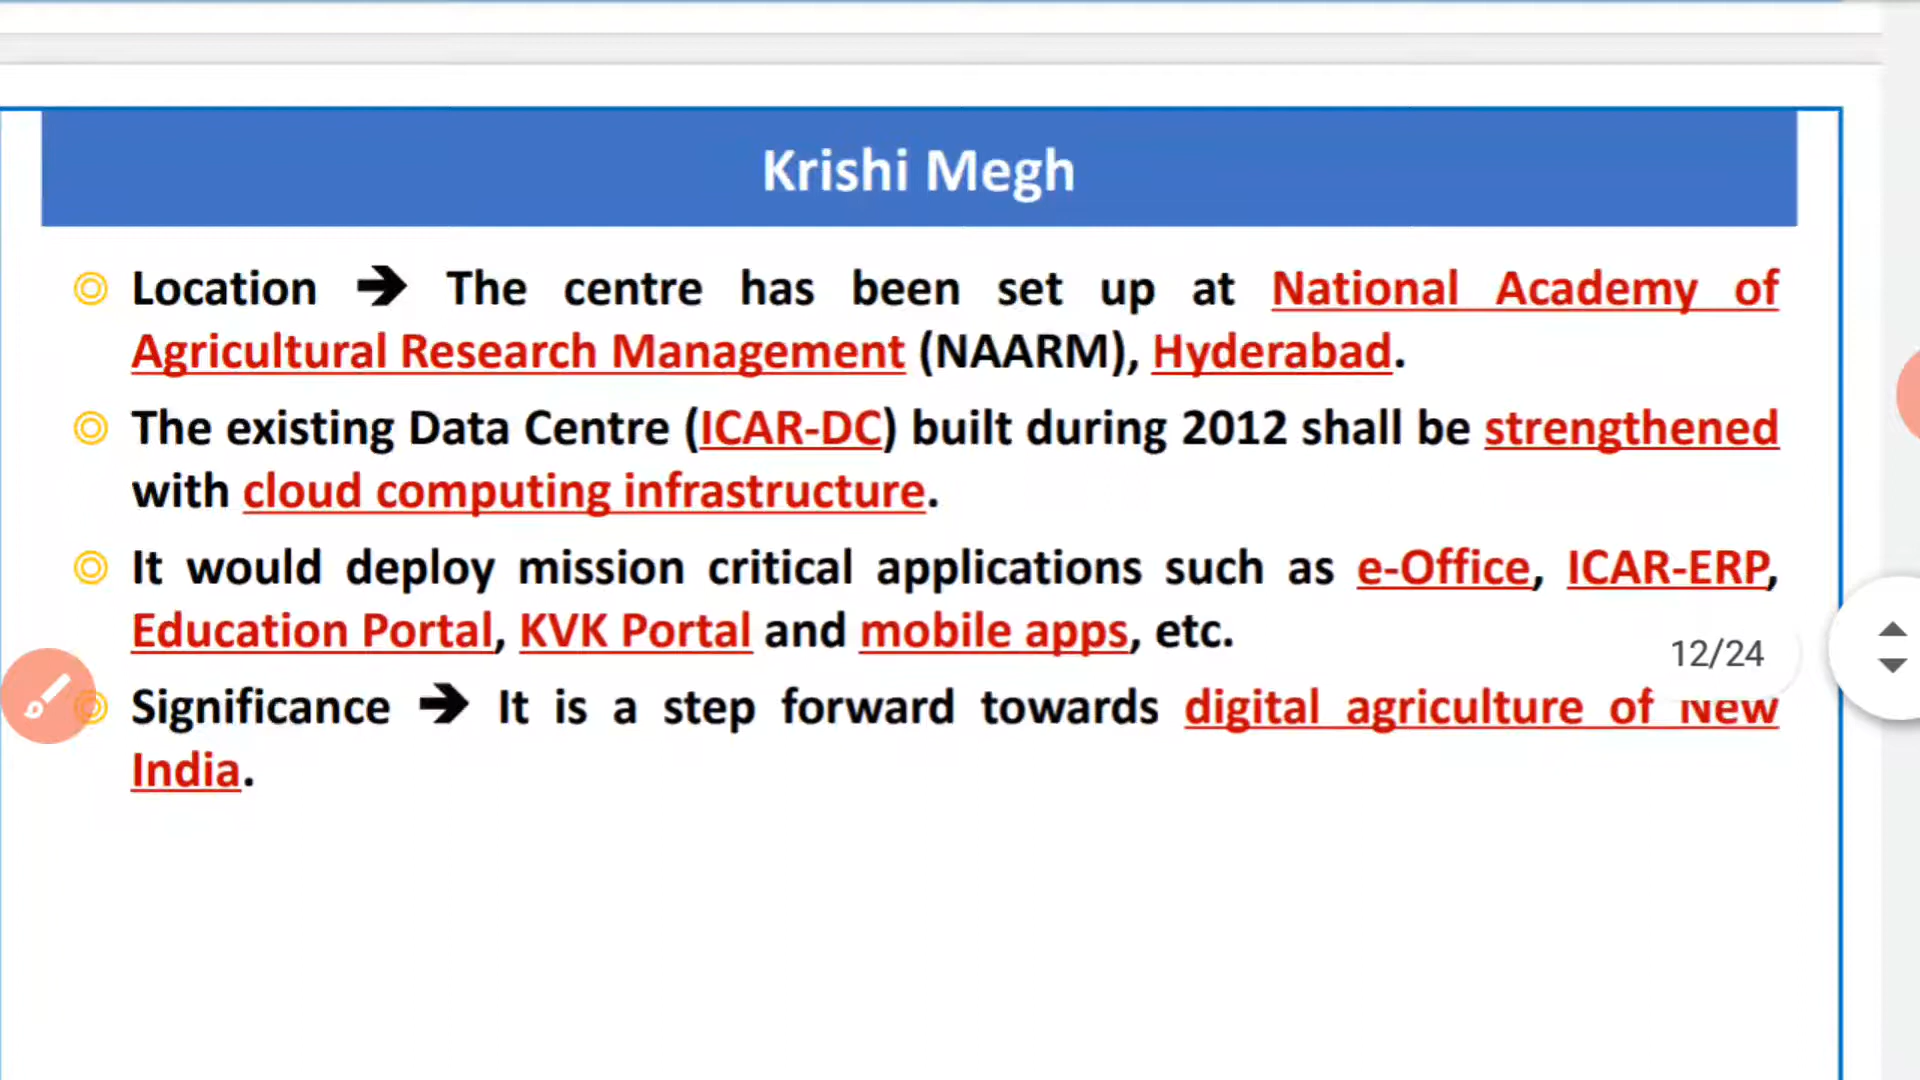 Krishi Megh
Location ➔ The centre has been set up at National Academy of
Agricultural Research Management (NAARM), Hyderabad.
The existing Data Centre (ICAR-DC) built during 2012 shall be strengthened
with cloud computing infrastructure.
It would deploy mission critical applications such as e-Office, ICAR-ERP,
Education Portal, KVK Portal and mobile apps, etc.
12/24
Significance ➔ It is a step forward towards digital agriculture of New
India.